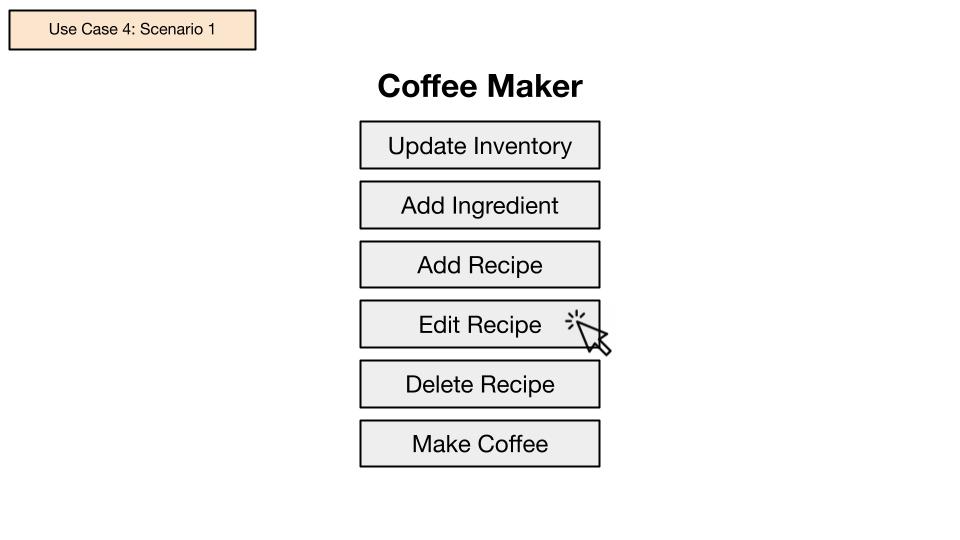 Use Case 4: Scenario 1
Coffee Maker
Update Inventory
Add Ingredient
Add Recipe
Edit Recipe
Delete Recipe
Make Coffee